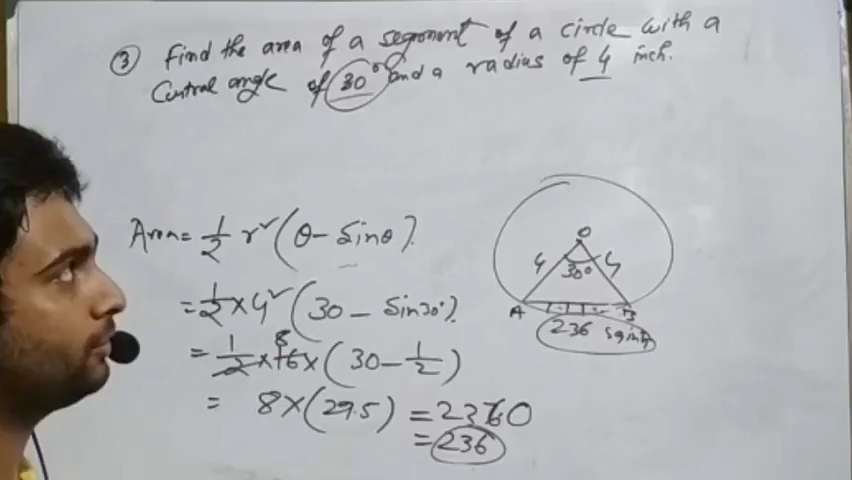 ③ Find the area of a segment of a circle with a
Central angle of 30° and a radius of 4 inch.
Area = 1/2 r² (θ - Sinθ).
= 1/2 × 4² (30 - Sin30°).
= 1/2 × 16 8 × (30 - 1/2)
= 8 × (29.5) = 2360
= 236
O
4 30° 4
A B
236 sq inch